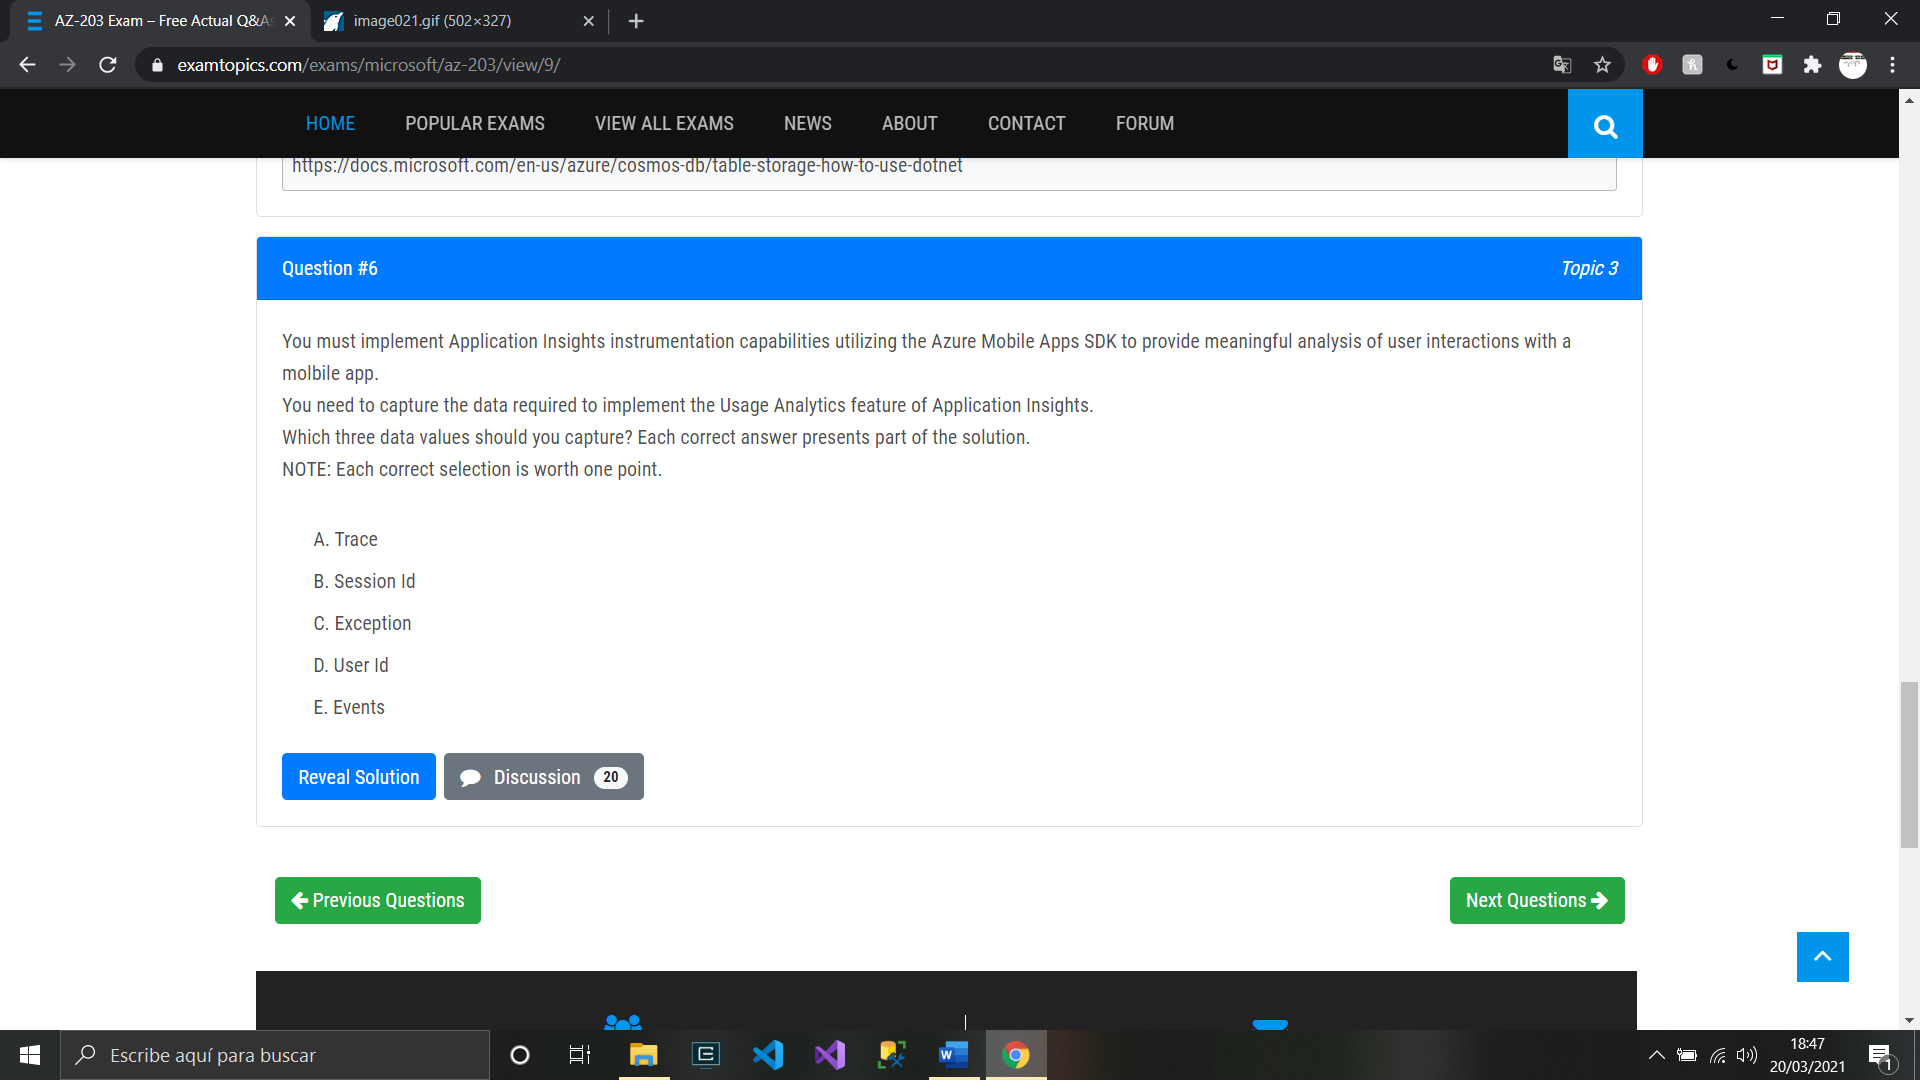 AZ-203 Exam – Free Actual Q&As
image021.gif (502×327)
examtopics.com/exams/microsoft/az-203/view/9/
HOME POPULAR EXAMS VIEW ALL EXAMS NEWS ABOUT CONTACT FORUM
https://docs.microsoft.com/en-us/azure/cosmos-db/table-storage-how-to-use-dotnet
Question #6
Topic 3
You must implement Application Insights instrumentation capabilities utilizing the Azure Mobile Apps SDK to provide meaningful analysis of user interactions with a
molbile app.
You need to capture the data required to implement the Usage Analytics feature of Application Insights.
Which three data values should you capture? Each correct answer presents part of the solution.
NOTE: Each correct selection is worth one point.
A. Trace
B. Session Id
C. Exception
D. User Id
E. Events
Reveal Solution
Discussion 20
Previous Questions
Next Questions
Escribe aquí para buscar
18:47
20/03/2021
1